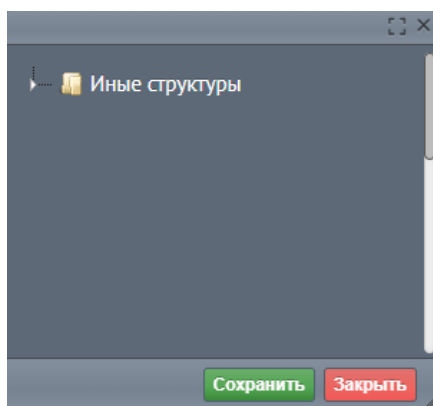 Иные структуры
Сохранить Закрыть